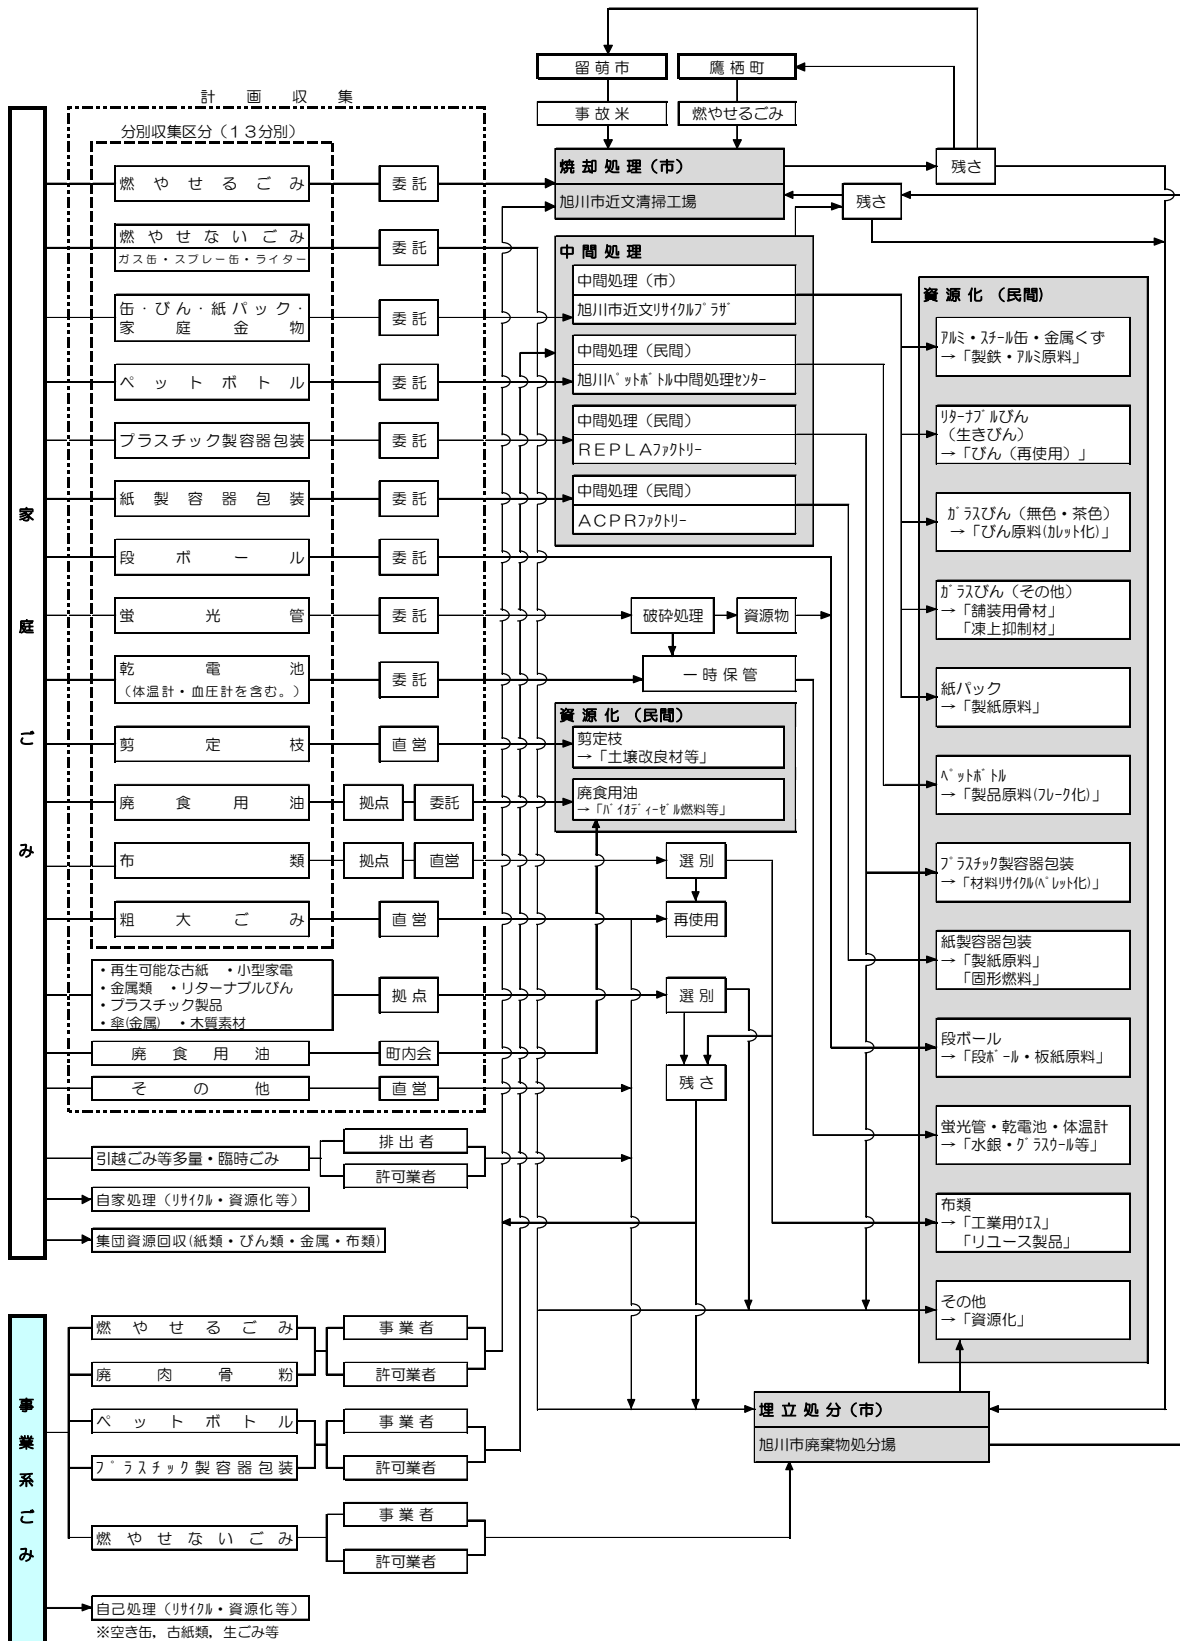 留萌市
鷹栖町
計画収集
事故米
燃やせるごみ
分別収集区分（１３分別）
焼却処理（市）
旭川市近文清掃工場
残さ
残さ
燃やせるごみ
委託
燃やせないごみ
ガス缶・スプレー缶・ライター
委託
中間処理
中間処理（市）
旭川市近文ﾘｻｲｸﾙﾌﾟﾗｻﾞ
缶・びん・紙パック・
家庭金物
委託
中間処理（民間）
旭川ﾍﾟｯﾄﾎﾞﾄﾙ中間処理ｾﾝﾀｰ
ペットボトル
委託
中間処理（民間）
ＲＥＰＬＡﾌｧｸﾄﾘｰ
プラスチック製容器包装
委託
中間処理（民間）
ＡＣＰＲﾌｧｸﾄﾘｰ
紙製容器包装
委託
段ボール
委託
蛍光管
委託
破砕処理
資源物
乾電池
（体温計・血圧計を含む。）
委託
一時保管
資源化（民間）
剪定枝
直営
剪定枝
→「土壌改良材等」
廃食用油
拠点
委託
廃食用油
→「ﾊﾞｲｵﾃﾞｨｰｾﾞﾙ燃料等」
布類
拠点
直営
選別
粗大ごみ
直営
再使用
・再生可能な古紙　・小型家電
・金属類　・リターナブルびん
・プラスチック製品
・傘(金属)　・木質素材
拠点
選別
廃食用油
町内会
その他
直営
残さ
家庭ごみ
引越ごみ等多量・臨時ごみ
排出者
許可業者
自家処理（ﾘｻｲｸﾙ・資源化等）
集団資源回収(紙類・びん類・金属・布類)
資源化（民間)
ｱﾙﾐ・ｽﾁｰﾙ缶・金属くず
→「製鉄・ｱﾙﾐ原料」
ﾘﾀｰﾅﾌﾞﾙびん
（生きびん）
→「びん（再使用）」
ｶﾞﾗｽびん（無色・茶色）
→「びん原料(ｶﾚｯﾄ化)」
ｶﾞﾗｽびん（その他）
→「舗装用骨材」
「凍上抑制材」
紙パック
→「製紙原料」
ﾍﾟｯﾄﾎﾞﾄﾙ
→「製品原料(ﾌﾚｰｸ化)」
ﾌﾟﾗｽﾁｯｸ製容器包装
→「材料ﾘｻｲｸﾙ(ﾍﾟﾚｯﾄ化)」
紙製容器包装
→「製紙原料」
「固形燃料」
段ボール
→「段ﾎﾞｰﾙ・板紙原料」
蛍光管・乾電池・体温計
→「水銀・ｸﾞﾗｽｳｰﾙ等」
布類
→「工業用ｳｴｽ」
「リユース製品」
その他
→「資源化」
事業系ごみ
燃やせるごみ
事業者
廃肉骨粉
許可業者
ペットボトル
事業者
ﾌﾟﾗｽﾁｯｸ製容器包装
許可業者
燃やせないごみ
事業者
許可業者
埋立処分（市）
旭川市廃棄物処分場
自己処理（ﾘｻｲｸﾙ・資源化等）
※空き缶，古紙類，生ごみ等